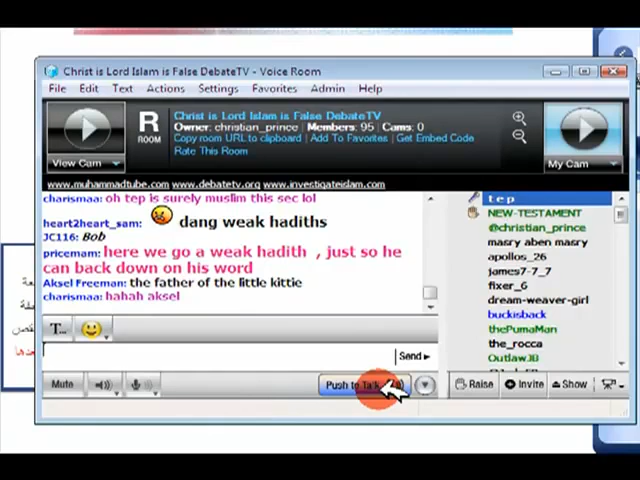 Christ is Lord Islam is False DebateTV - Voice Room
File Edit Text Actions Settings Favorites Admin Help
Christ is Lord Islam is False DebateTV
R
ROOM
Owner: christian_prince | Members: 95 | Cams: 0
Copy room URL to clipboard | Add To Favorites | Get Embed Code
Rate This Room
View Cam
My Cam
www.muhammadtube.com www.debatetv.org www.investigateislam.com
charismaa: oh tep is surely muslim this sec lol
heart2heart_sam: dang weak hadiths
JC116: Bob
pricemam: here we go a weak hadith , just so he
can back down on his word
Aksel Freeman: the father of the little kittie
charismaa: hahah aksel
t e p
NEW-TESTAMENT
@christian_prince
masry aben masry
apollos_26
james7-7_7
fixer_6
dream-weaver-girl
buckisback
thePumaMan
the_rocca
OutlawJB
T...
Send
Mute
Push to Talk
Raise
Invite
Show